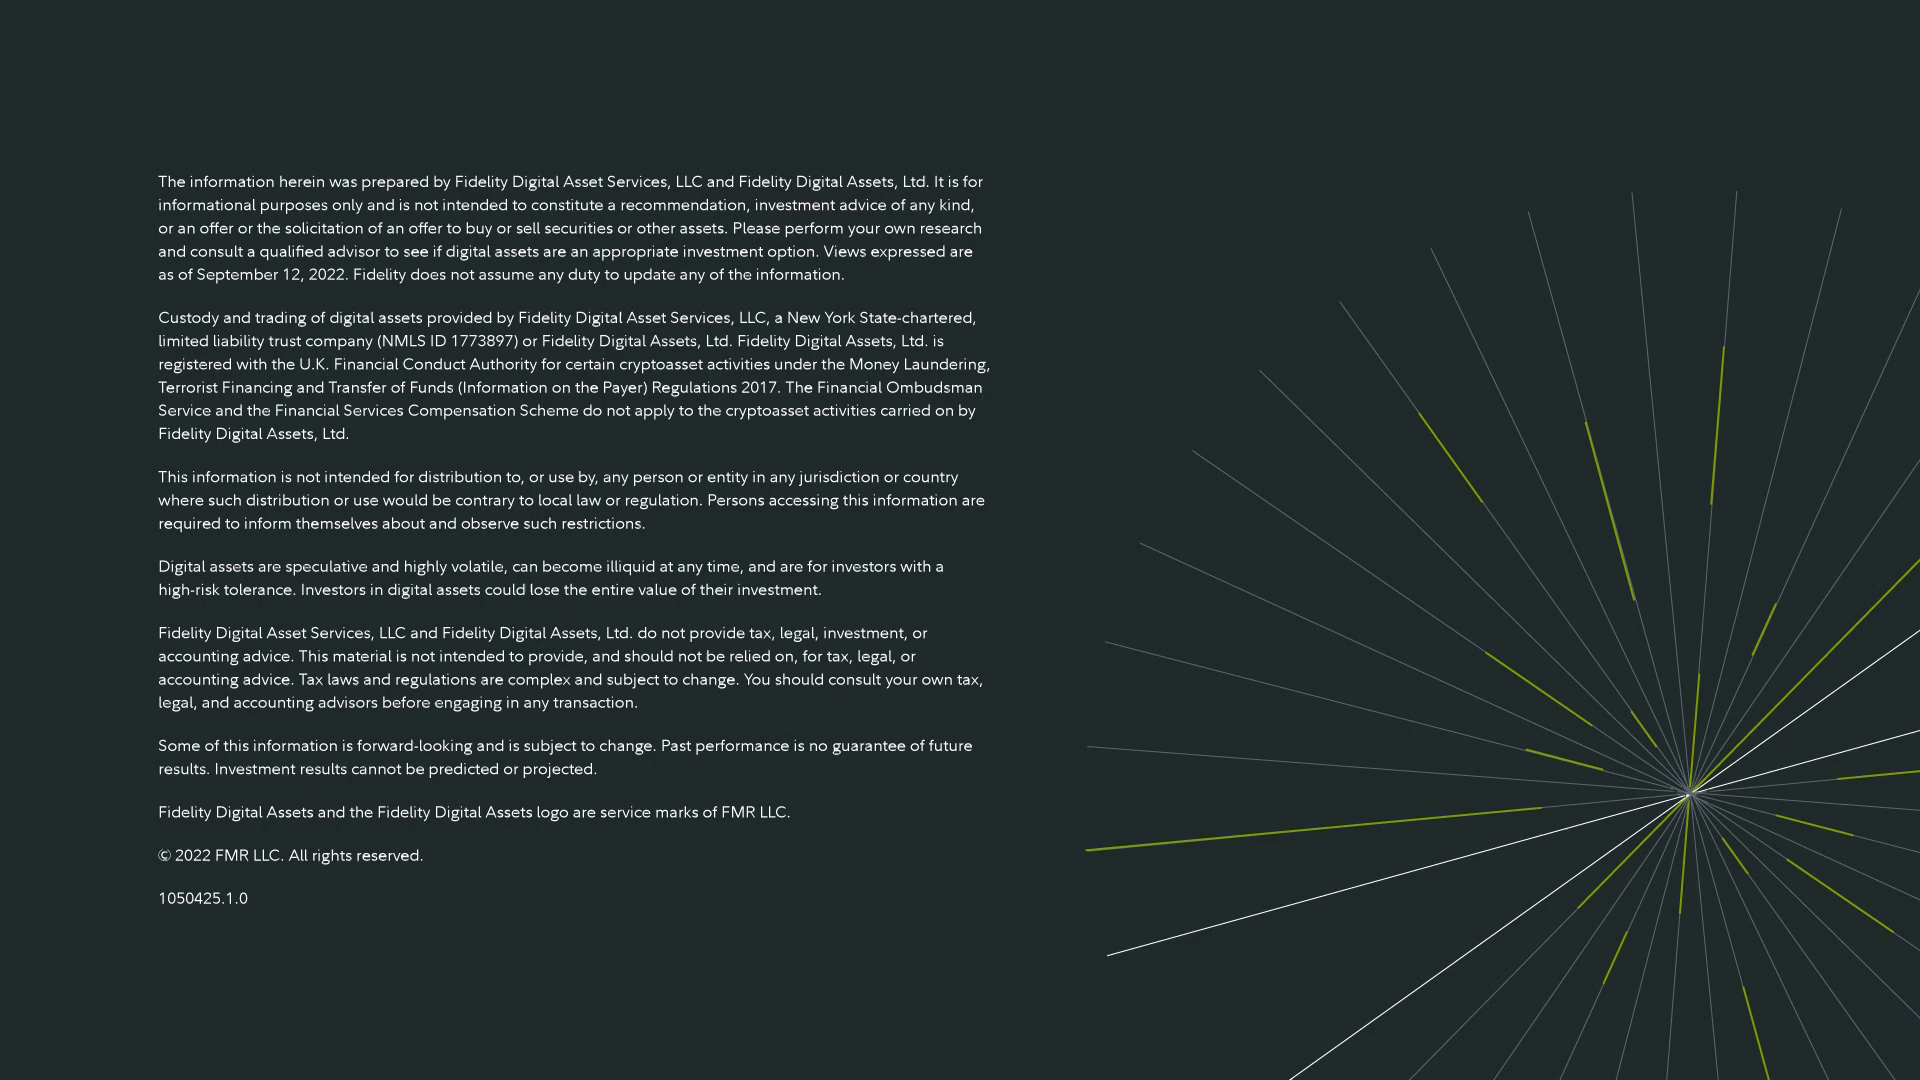 The information herein was prepared by Fidelity Digital Asset Services, LLC and Fidelity Digital Assets, Ltd. It is for
informational purposes only and is not intended to constitute a recommendation, investment advice of any kind,
or an offer or the solicitation of an offer to buy or sell securities or other assets. Please perform your own research
and consult a qualified advisor to see if digital assets are an appropriate investment option. Views expressed are
as of September 12, 2022. Fidelity does not assume any duty to update any of the information.
Custody and trading of digital assets provided by Fidelity Digital Asset Services, LLC, a New York State-chartered,
limited liability trust company (NMLS ID 1773897) or Fidelity Digital Assets, Ltd. Fidelity Digital Assets, Ltd. is
registered with the U.K. Financial Conduct Authority for certain cryptoasset activities under the Money Laundering,
Terrorist Financing and Transfer of Funds (Information on the Payer) Regulations 2017. The Financial Ombudsman
Service and the Financial Services Compensation Scheme do not apply to the cryptoasset activities carried on by
Fidelity Digital Assets, Ltd.
This information is not intended for distribution to, or use by, any person or entity in any jurisdiction or country
where such distribution or use would be contrary to local law or regulation. Persons accessing this information are
required to inform themselves about and observe such restrictions.
Digital assets are speculative and highly volatile, can become illiquid at any time, and are for investors with a
high-risk tolerance. Investors in digital assets could lose the entire value of their investment.
Fidelity Digital Asset Services, LLC and Fidelity Digital Assets, Ltd. do not provide tax, legal, investment, or
accounting advice. This material is not intended to provide, and should not be relied on, for tax, legal, or
accounting advice. Tax laws and regulations are complex and subject to change. You should consult your own tax,
legal, and accounting advisors before engaging in any transaction.
Some of this information is forward-looking and is subject to change. Past performance is no guarantee of future
results. Investment results cannot be predicted or projected.
Fidelity Digital Assets and the Fidelity Digital Assets logo are service marks of FMR LLC.
© 2022 FMR LLC. All rights reserved.
1050425.1.0